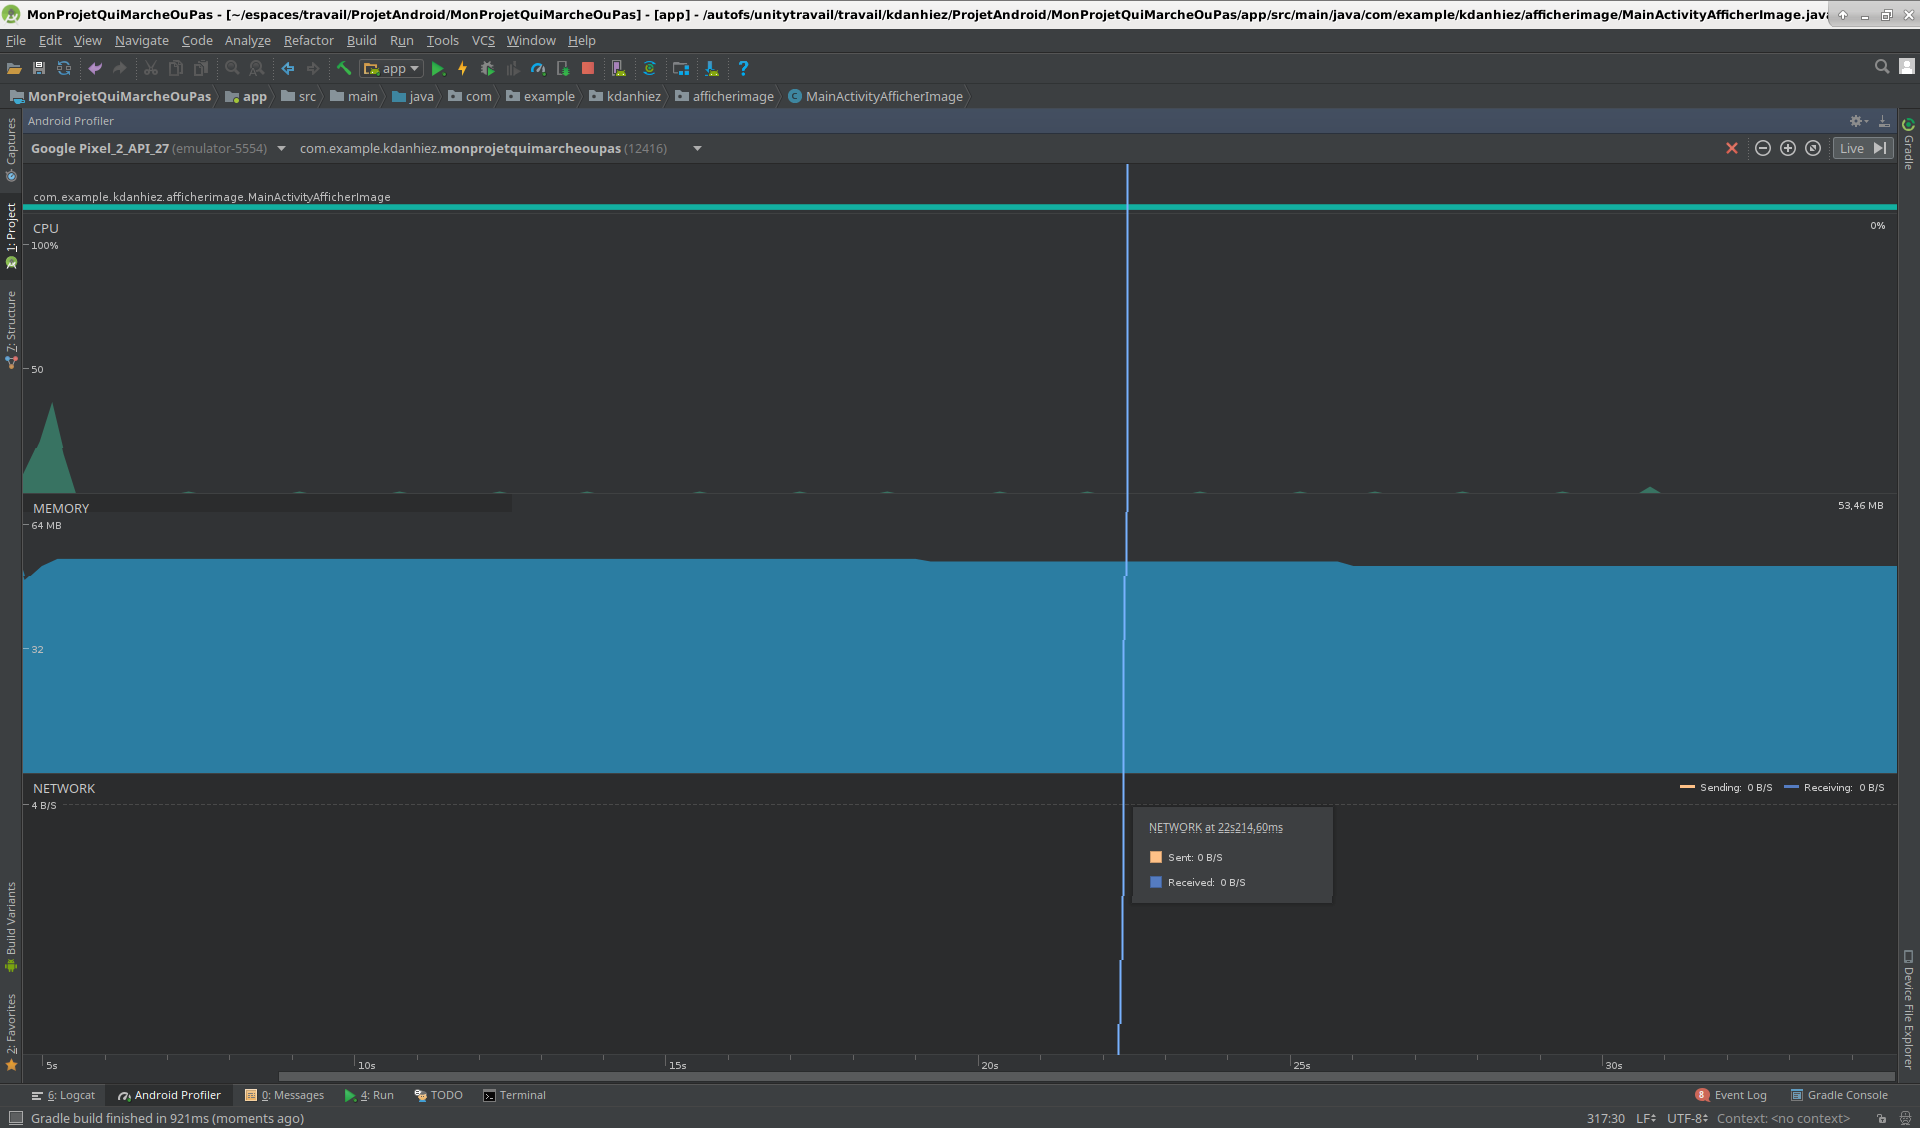 MonProjetQuiMarcheOuPas - [~/espaces/travail/ProjetAndroid/MonProjetQuiMarcheOuPas] - [app] - /autofs/unitytravail/travail/kdanhiez/ProjetAndroid/MonProjetQuiMarcheOuPas/app/src/main/java/com/example/kdanhiez/afficherimage/MainActivityAfficherImage.java
File Edit View Navigate Code Analyze Refactor Build Run Tools VCS Window Help
app
MonProjetQuiMarcheOuPas app src main java com example kdanhiez afficherimage MainActivityAfficherImage
Android Profiler
Google Pixel_2_API_27 (emulator-5554) com.example.kdanhiez.monprojetquimarcheoupas (12416) Live
com.example.kdanhiez.afficherimage.MainActivityAfficherImage
CPU 0%
100%
50
MEMORY 53,46 MB
64 MB
32
NETWORK Sending: 0 B/S Receiving: 0 B/S
4 B/S
NETWORK at 22s214,60ms
Sent: 0 B/S
Received: 0 B/S
5s 10s 15s 20s 25s 30s
Captures
1: Project
7: Structure
Build Variants
2: Favorites
Gradle
Device File Explorer
6: Logcat Android Profiler 0: Messages 4: Run TODO Terminal 8 Event Log Gradle Console
Gradle build finished in 921ms (moments ago) 317:30 LF UTF-8 Context: <no context>